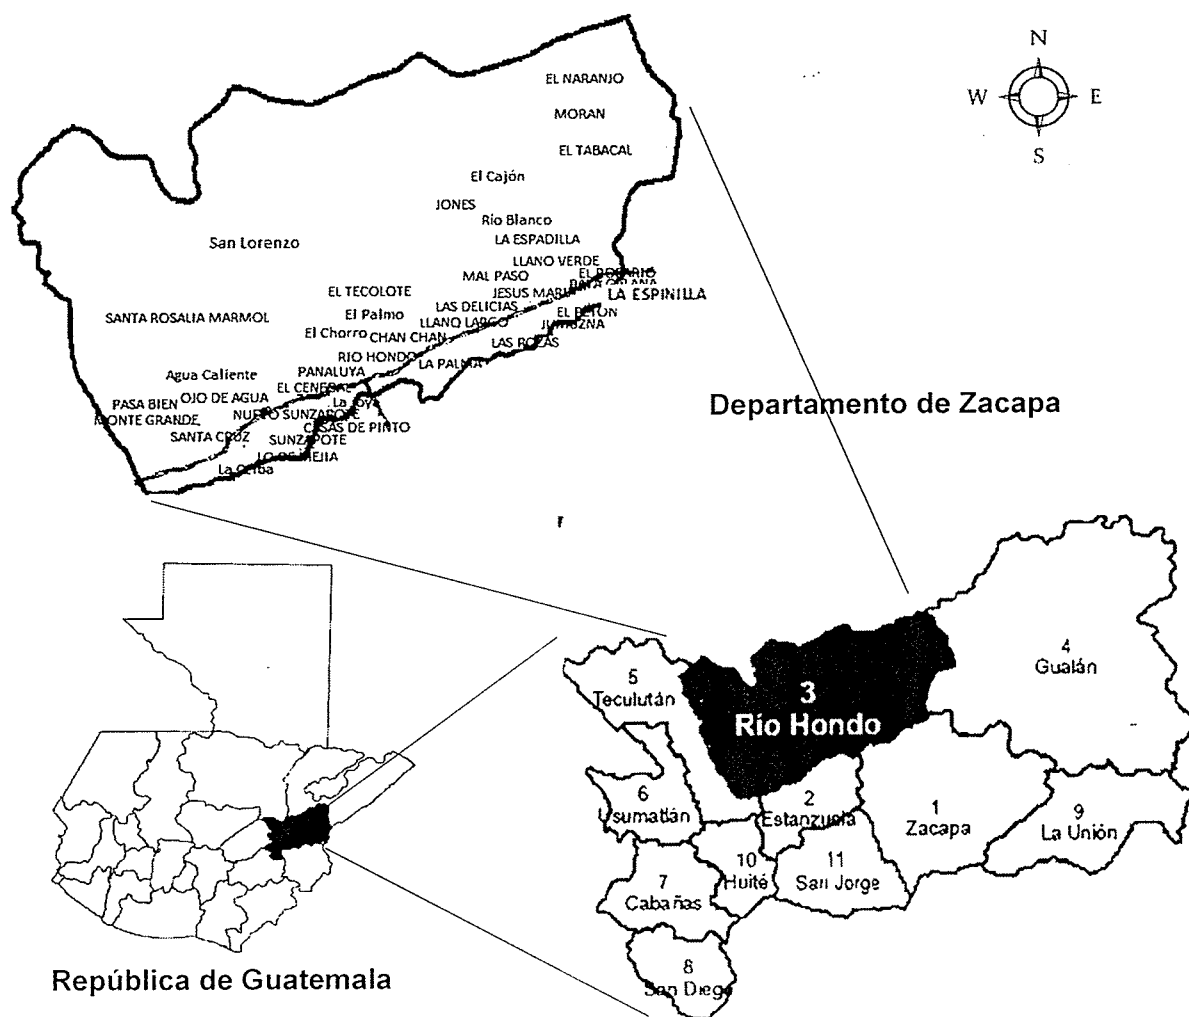 N
W E
S
EL NARANJO
MORAN
EL TABACAL
El Cajón
JONES
Río Blanco
LA ESPADILLA
San Lorenzo
LLANO VERDE
EL ROSARIO
MAL PASO
JESUS MARIA
LA ESPINILLA
EL TECOLOTE
LAS DELICIAS
EL PETON
SANTA ROSALIA MARMOL
El Palmo
LLANO LARGO
El Chorro
CHAN CHAN
LAS ROZAS
RIO HONDO
LA PALMA
PANALUYA
Agua Caliente
EL CENEGAL
OJO DE AGUA
PASA BIEN
La Joya
NUEVO SUNZAPOTE
MONTE GRANDE
CASAS DE PINTO
SANTA CRUZ
SUNZAPOTE
LO DE MEJIA
La Ceiba
Departamento de Zacapa
4
Gualán
5
Teculután
3
Río Hondo
6
Usumatlán
2
Estanzuela
1
Zacapa
9
La Unión
10
Huité
11
San Jorge
7
Cabañas
8
San Diego
República de Guatemala